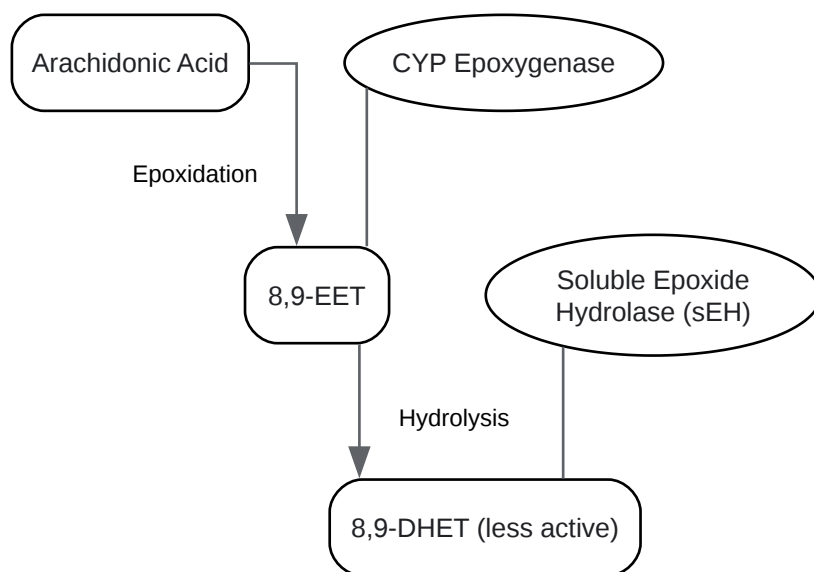 Arachidonic Acid
CYP Epoxygenase
Epoxidation
8,9-EET
Soluble Epoxide
Hydrolase (sEH)
Hydrolysis
8,9-DHET (less active)